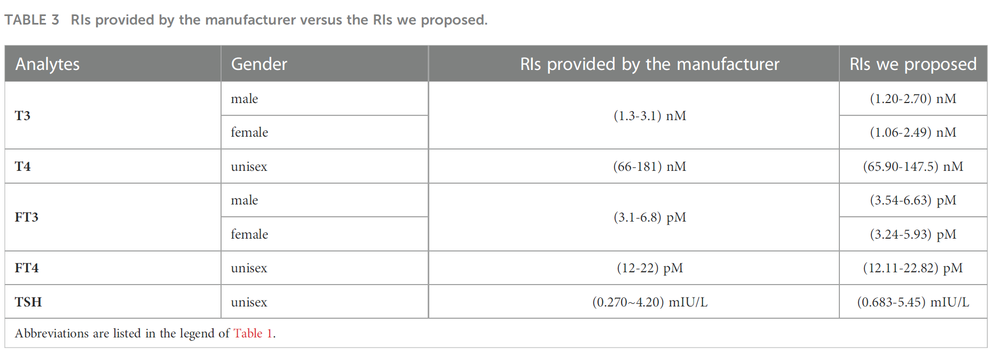 TABLE 3 RIs provided by the manufacturer versus the RIs we proposed.
Analytes Gender RIs provided by the manufacturer RIs we proposed
T3 male (1.3-3.1) nM (1.20-2.70) nM
female (1.06-2.49) nM
T4 unisex (66-181) nM (65.90-147.5) nM
FT3 male (3.1-6.8) pM (3.54-6.63) pM
female (3.24-5.93) pM
FT4 unisex (12-22) pM (12.11-22.82) pM
TSH unisex (0.270~4.20) mIU/L (0.683-5.45) mIU/L
Abbreviations are listed in the legend of Table 1.